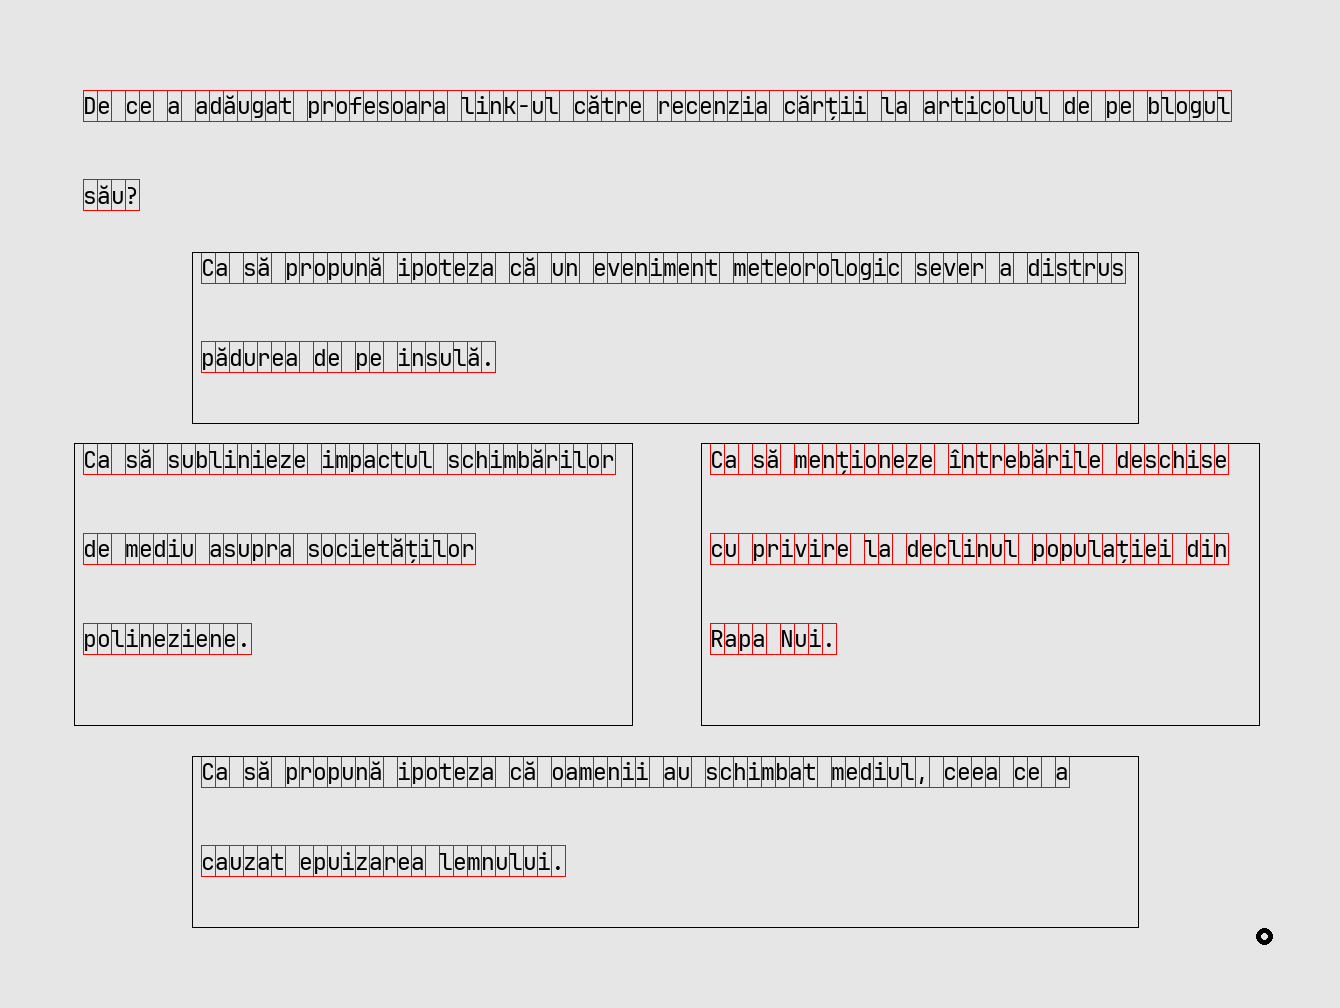 De ce a adăugat profesoara link-ul către recenzia cărții la articolul de pe blogul
său?
Ca să propună ipoteza că un eveniment meteorologic sever a distrus
pădurea de pe insulă.
Ca să sublinieze impactul schimbărilor
de mediu asupra societăților
polineziene.
Ca să menționeze întrebările deschise
cu privire la declinul populației din
Rapa Nui.
Ca să propună ipoteza că oamenii au schimbat mediul, ceea ce a
cauzat epuizarea lemnului.